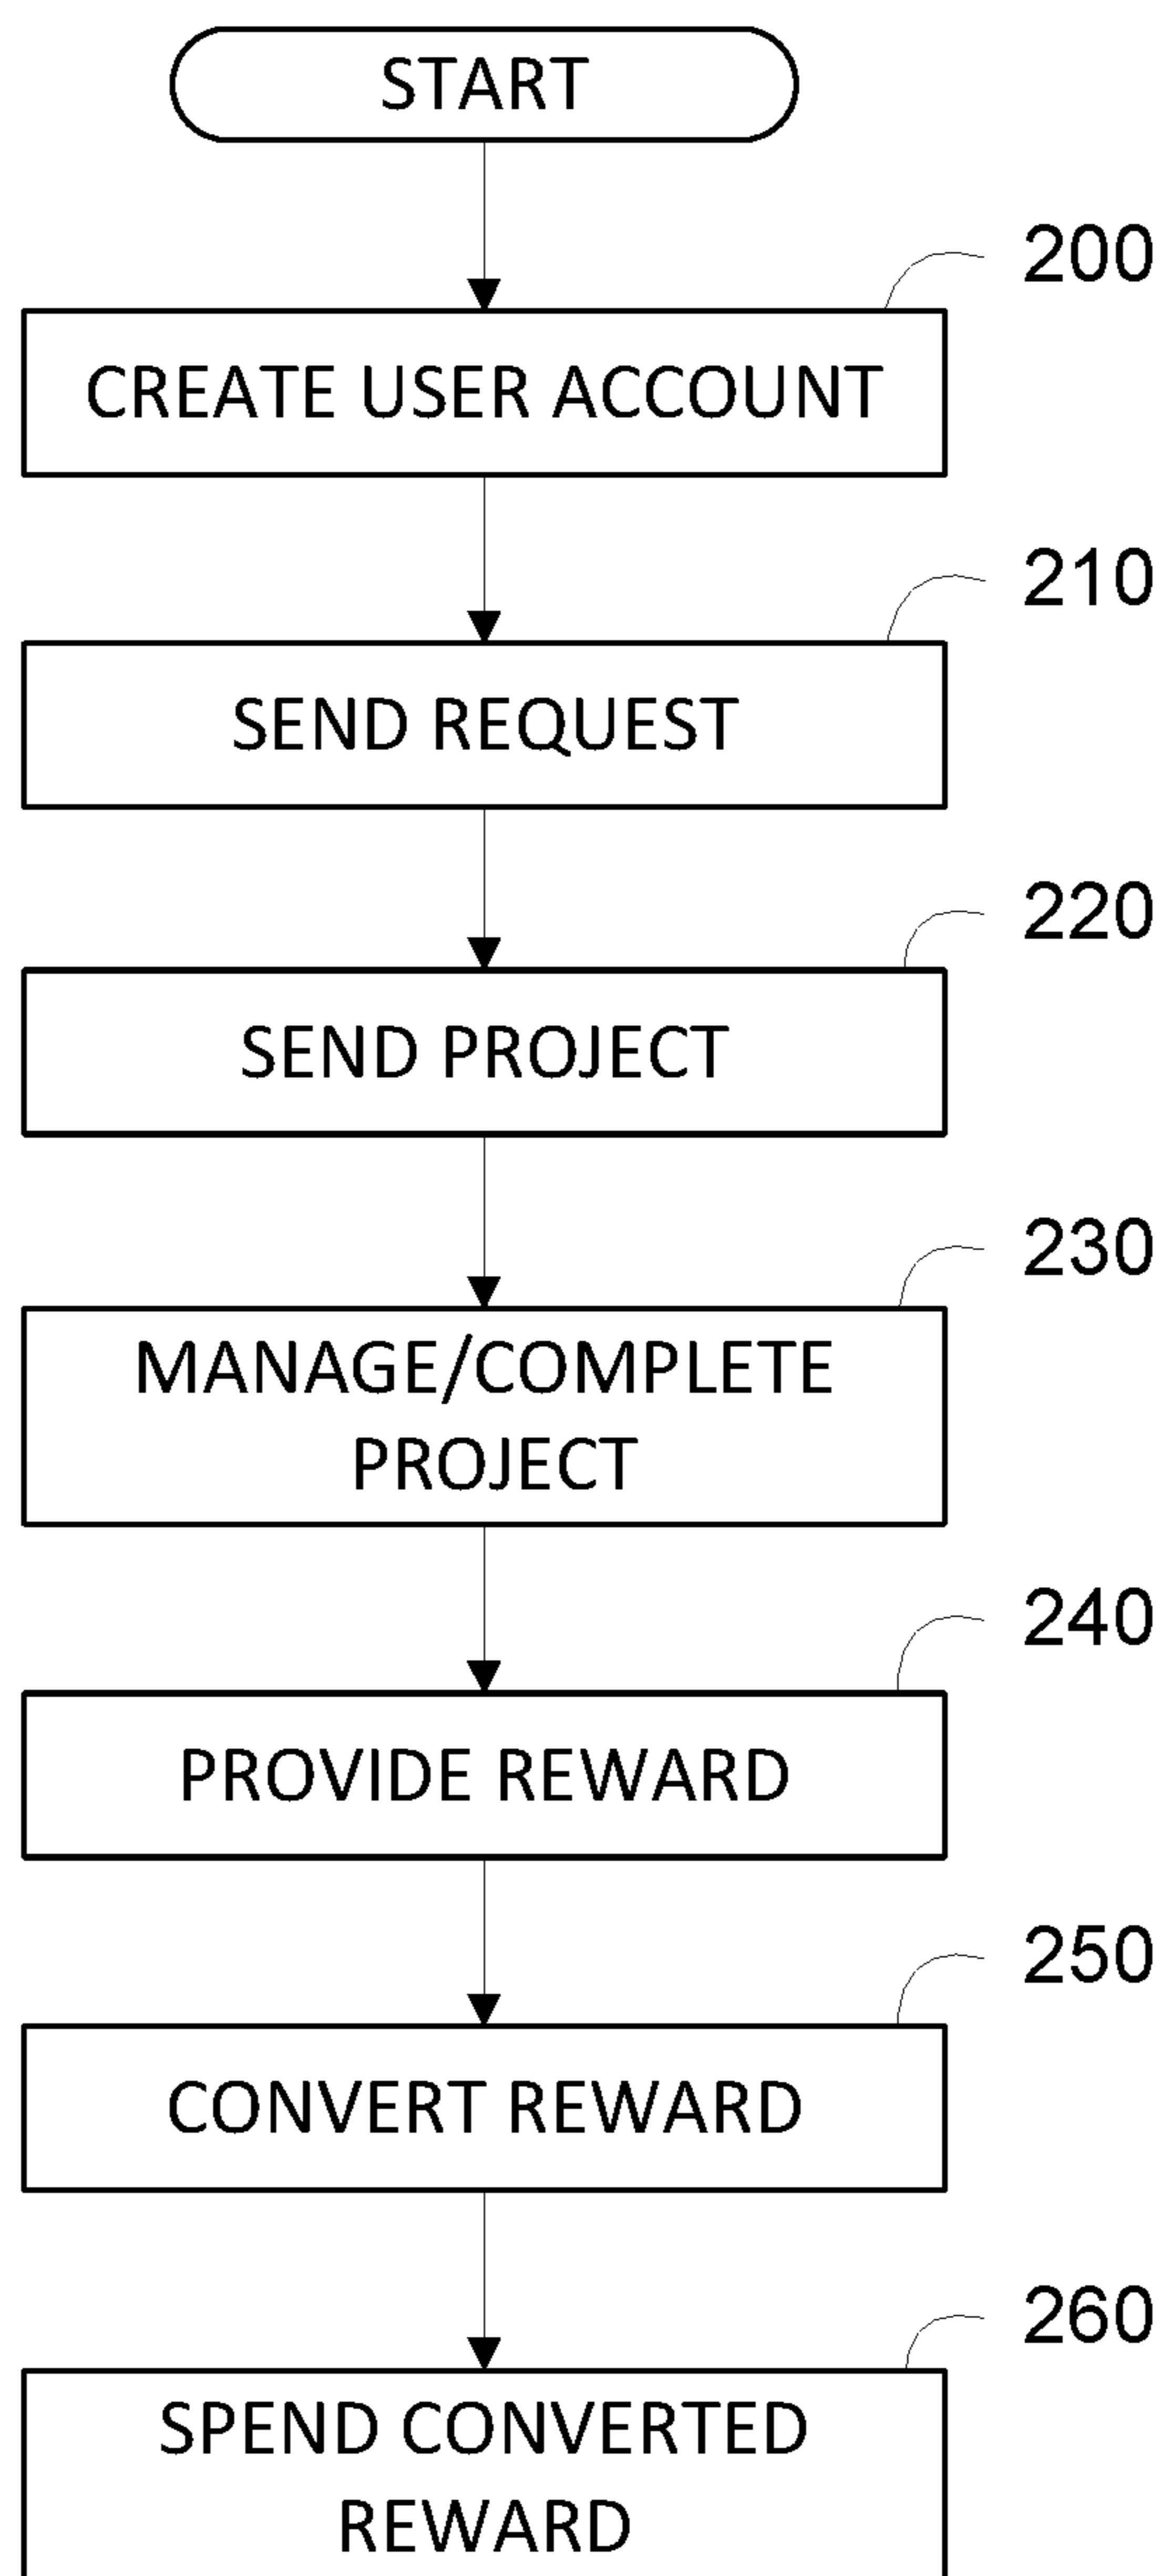 START
200
CREATE USER ACCOUNT
210
SEND REQUEST
220
SEND PROJECT
230
MANAGE/COMPLETE
PROJECT
240
PROVIDE REWARD
250
CONVERT REWARD
260
SPEND CONVERTED
REWARD